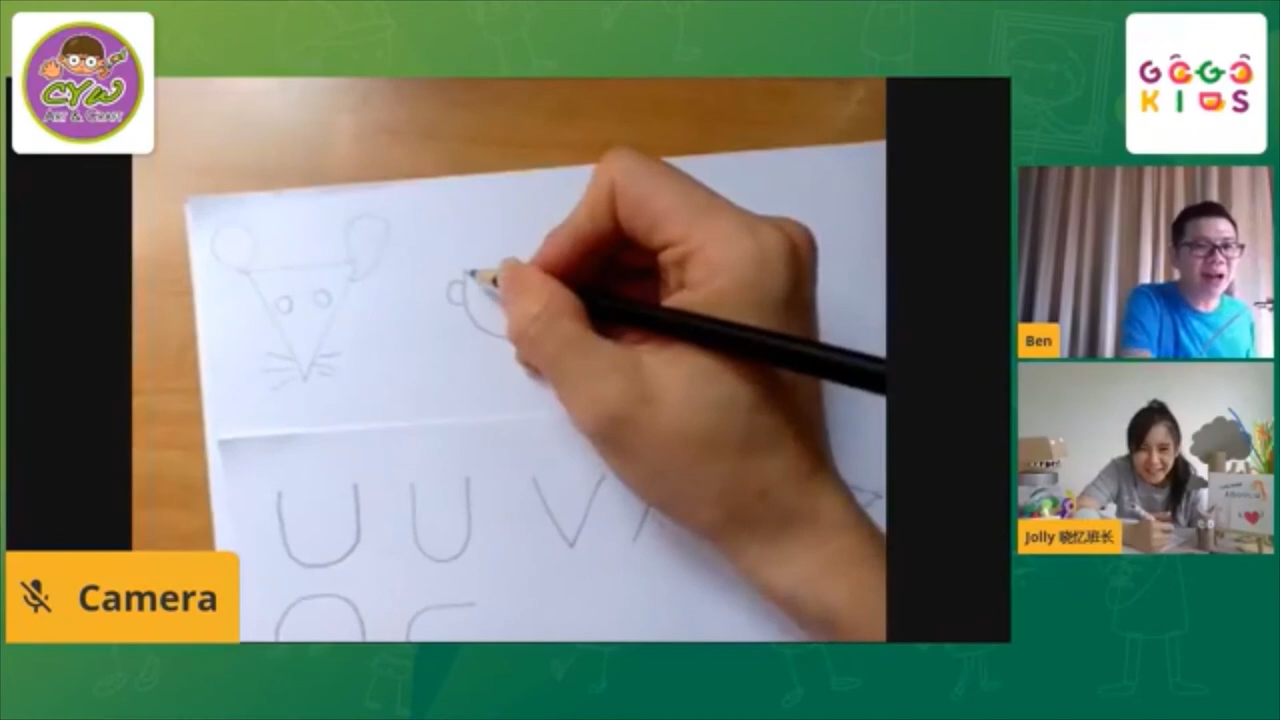 CYW
ART & CRAFT
GOGO
KIDS
Ben
Jolly 晓忆班长
Camera
U U V